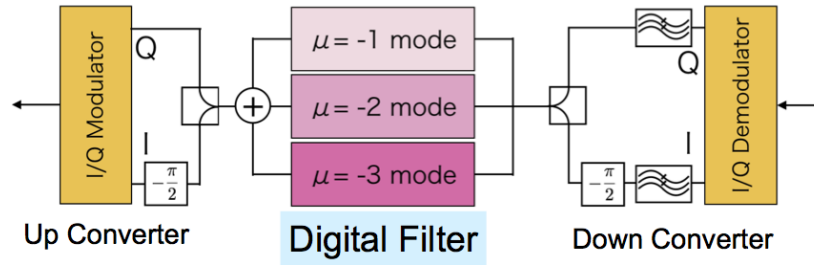 I/Q Modulator
Q
I
-π/2
+
μ = -1 mode
μ = -2 mode
μ = -3 mode
Q
I
-π/2
I/Q Demodulator
Up Converter
Digital Filter
Down Converter